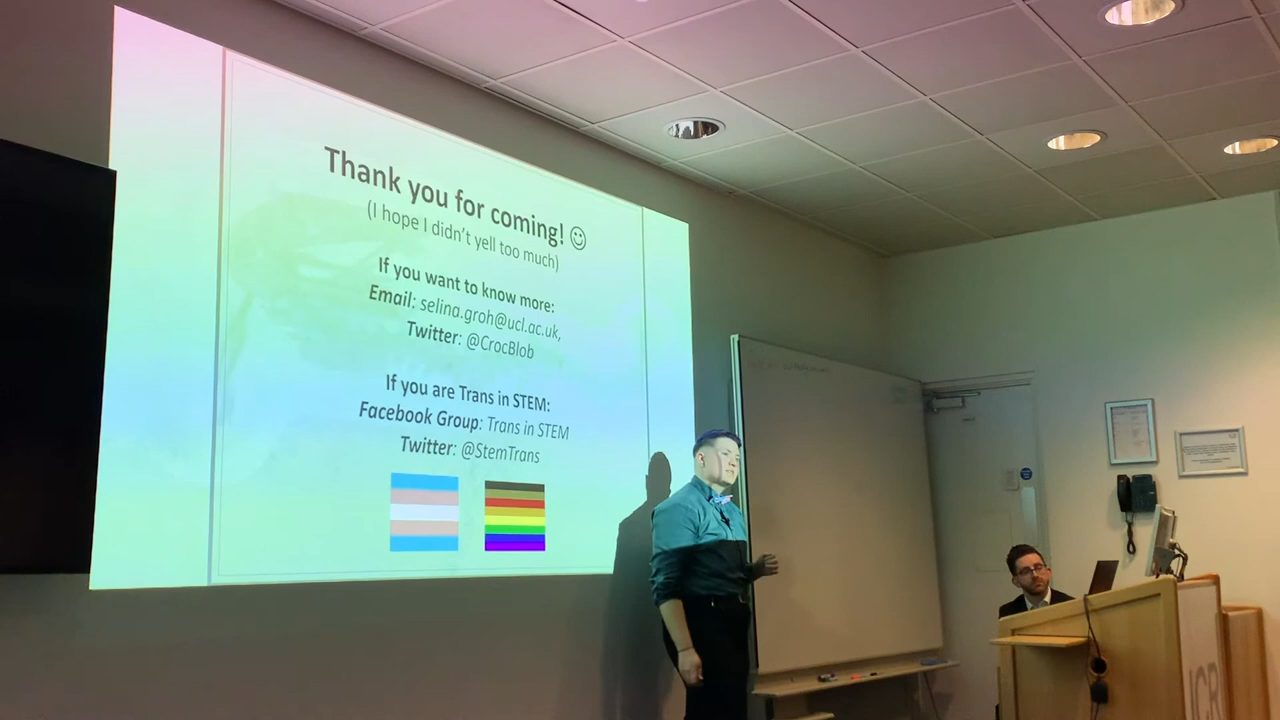 Thank you for coming! ☺
(I hope I didn't yell too much)
If you want to know more:
Email: selina.groh@ucl.ac.uk,
Twitter: @CrocBlob
If you are Trans in STEM:
Facebook Group: Trans in STEM
Twitter: @StemTrans
ICR